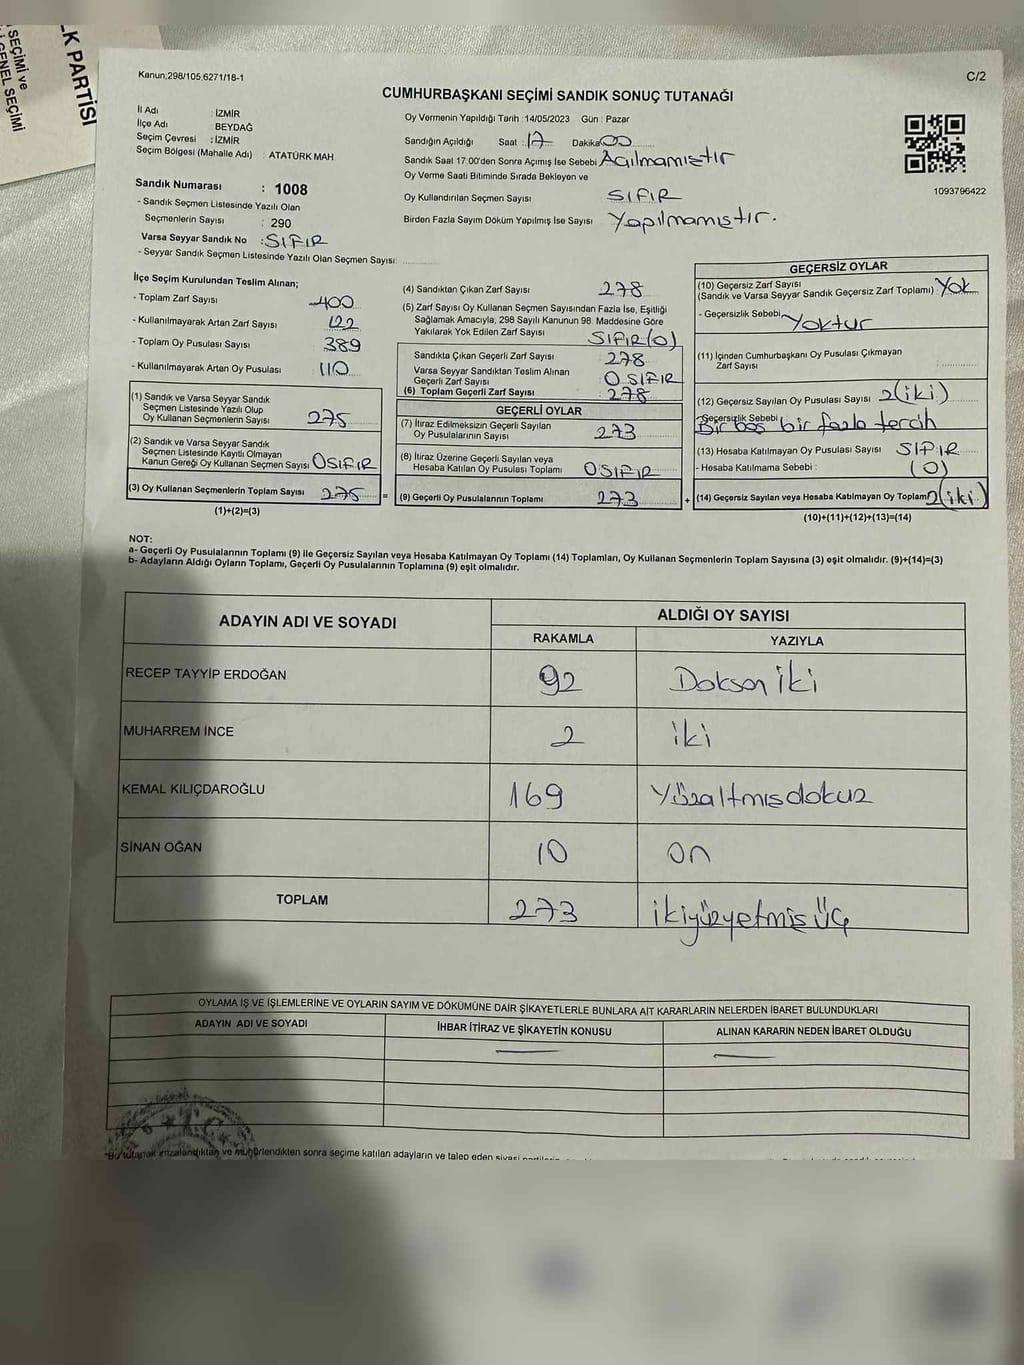 LK PARTİSİ
SEÇİMİ ve
GENEL SEÇİMİ
Kanun;298/105,6271/18-1
C/2
CUMHURBAŞKANI SEÇİMİ SANDIK SONUÇ TUTANAĞI
İl Adı : İZMİR
İlçe Adı : BEYDAĞ
Seçim Çevresi : İZMİR
Seçim Bölgesi (Mahalle Adı) : ATATÜRK MAH.
Oy Vermenin Yapıldığı Tarih :14/05/2023 Gün : Pazar
Sandığın Açıldığı Saat : 17 Dakika 00
Sandık Saat 17:00'den Sonra Açımış İse Sebebi Açılmamıştır
Oy Verme Saati Bitiminde Sırada Bekleyen ve
Oy Kullandırılan Seçmen Sayısı SIFIR
Birden Fazla Sayım Döküm Yapılmış İse Sayısı Yapılmamıştır.
1093796422
Sandık Numarası : 1008
- Sandık Seçmen Listesinde Yazılı Olan
Seçmenlerin Sayısı : 290
Varsa Seyyar Sandık No : SIFIR
- Seyyar Sandık Seçmen Listesinde Yazılı Olan Seçmen Sayısı:
İlçe Seçim Kurulundan Teslim Alınan;
- Toplam Zarf Sayısı 400
- Kullanılmayarak Artan Zarf Sayısı 122
- Toplam Oy Pusulası Sayısı 389
- Kullanılmayarak Artan Oy Pusulası 110
(1) Sandık ve Varsa Seyyar Sandık
Seçmen Listesinde Yazılı Olup
Oy Kullanan Seçmenlerin Sayısı 275
(2) Sandık ve Varsa Seyyar Sandık
Seçmen Listesinde Kayıtlı Olmayan
Kanun Gereği Oy Kullanan Seçmen Sayısı 0SIFIR
(3) Oy Kullanan Seçmenlerin Toplam Sayısı 275 =
(1)+(2)=(3)
(4) Sandıktan Çıkan Zarf Sayısı 278
(5) Zarf Sayısı Oy Kullanan Seçmen Sayısından Fazla İse, Eşitliği
Sağlamak Amacıyla, 298 Sayılı Kanunun 98. Maddesine Göre
Yakılarak Yok Edilen Zarf Sayısı SIFIR(0)
Sandıkta Çıkan Geçerli Zarf Sayısı 278
Varsa Seyyar Sandıktan Teslim Alınan
Geçerli Zarf Sayısı 0 SIFIR
(6) Toplam Geçerli Zarf Sayısı 278
GEÇERLİ OYLAR
(7) İtiraz Edilmeksizin Geçerli Sayılan
Oy Pusulalarının Sayısı 273
(8) İtiraz Üzerine Geçerli Sayılan veya
Hesaba Katılan Oy Pusulası Toplamı 0SIFIR
(9) Geçerli Oy Pusulalarının Toplamı 273 +
GEÇERSİZ OYLAR
(10) Geçersiz Zarf Sayısı
(Sandık ve Varsa Seyyar Sandık Geçersiz Zarf Toplamı) Yok
- Geçersizlik Sebebi Yoktur
(11) İçinden Cumhurbaşkanı Oy Pusulası Çıkmayan
Zarf Sayısı :
(12) Geçersiz Sayılan Oy Pusulası Sayısı 2(iki)
- Geçersizlik Sebebi Bir boş bir fazla tercih
(13) Hesaba Katılmayan Oy Pusulası Sayısı SIFIR
- Hesaba Katılmama Sebebi : (0)
(14) Geçersiz Sayılan veya Hesaba Katılmayan Oy Toplamı 2(iki)
(10)+(11)+(12)+(13)=(14)
NOT:
a- Geçerli Oy Pusulalarının Toplamı (9) ile Geçersiz Sayılan veya Hesaba Katılmayan Oy Toplamı (14) Toplamları, Oy Kullanan Seçmenlerin Toplam Sayısına (3) eşit olmalıdır. (9)+(14)=(3)
b- Adayların Aldığı Oyların Toplamı, Geçerli Oy Pusulalarının Toplamına (9) eşit olmalıdır.
ADAYIN ADI VE SOYADI ALDIĞI OY SAYISI
RAKAMLA YAZIYLA
RECEP TAYYİP ERDOĞAN 92 Doksan iki
MUHARREM İNCE 2 iki
KEMAL KILIÇDAROĞLU 169 Yüzaltmışdokuz
SİNAN OĞAN 10 on
TOPLAM 273 ikiyüzyetmiş üç
OYLAMA İŞ VE İŞLEMLERİNE VE OYLARIN SAYIM VE DÖKÜMÜNE DAİR ŞİKAYETLERLE BUNLARA AİT KARARLARIN NELERDEN İBARET BULUNDUKLARI
ADAYIN ADI VE SOYADI İHBAR İTİRAZ VE ŞİKAYETİN KONUSU ALINAN KARARIN NEDEN İBARET OLDUĞU
T.C.
*Bu tutanak imzalandıktan ve mühürlendikten sonra seçime katılan adayların ve talep eden siyasi